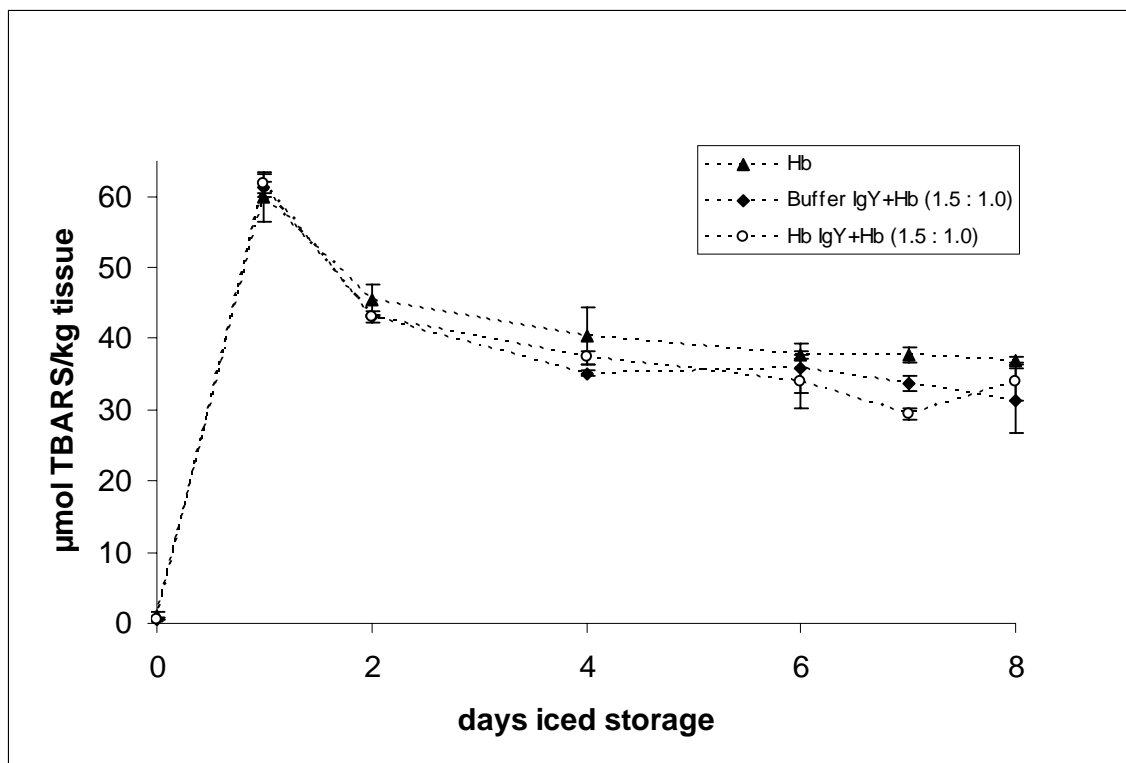 Hb
Buffer IgY+Hb (1.5 : 1.0)
Hb IgY+Hb (1.5 : 1.0)
µmol TBARS/kg tissue
60
50
40
30
20
10
0
0 2 4 6 8
days iced storage